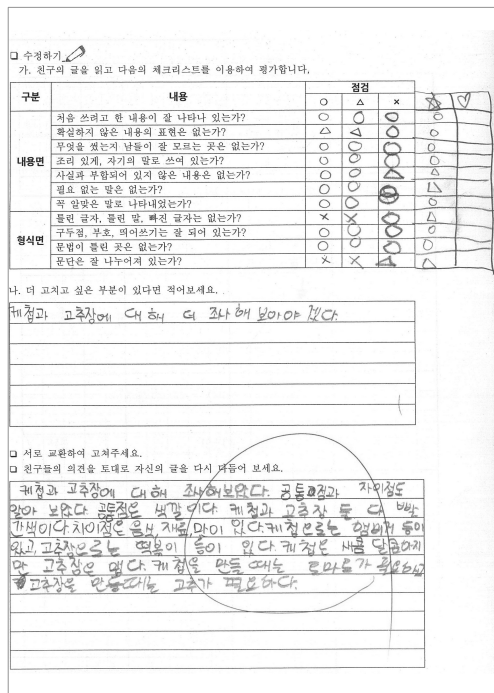 □ 수정하기
가. 친구의 글을 읽고 다음의 체크리스트를 이용하여 평가합니다.
구분 내용 점검
○ △ × ☆ ♡
내용면
처음 쓰려고 한 내용이 잘 나타나 있는가? ○ ○ ○ ○
확실하지 않은 내용의 표현은 없는가? △ △ ○ ○
무엇을 썼는지 남들이 잘 모르는 곳은 없는가? ○ ○ ○ ○
조리 있게, 자기의 말로 쓰여 있는가? ○ ○ ○ ○
사실과 부합되어 있지 않은 내용은 없는가? ○ ○ △ △
필요 없는 말은 없는가? ○ ○
꼭 알맞은 말로 나타내었는가? ○ ○ ○ ○
형식면
틀린 글자, 틀린 말, 빠진 글자는 없는가? × × ○ △
구두점, 부호, 띄어쓰기는 잘 되어 있는가? ○ ○ ○ ○
문법이 틀린 곳은 없는가? ○ ○ ○ ○
문단은 잘 나누어져 있는가? × × △ ○
나. 더 고치고 싶은 부분이 있다면 적어보세요.
케첩과 고추장에 대해 더 조사해 보아야 겠다.
□ 서로 교환하여 고쳐주세요.
□ 친구들의 의견을 토대로 자신의 글을 다시 다듬어 보세요.
케첩과 고추장에 대해 조사해보았다. 공통점과 차이점도
알아 보았다. 공통점은 색깔이다. 케첩과 고추장 둘 다 빨
간색이다. 차이점은 음식, 재료, 맛이 있다. 케첩으로는 햄버거 등이
있고, 고추장으로는 떡볶이 등이 있다. 케첩은 새콤 달콤하지
만 고추장은 맵다. 케첩을 만들 때는 토마토가 필요하고
고추장을 만들때는 고추가 필요하다.